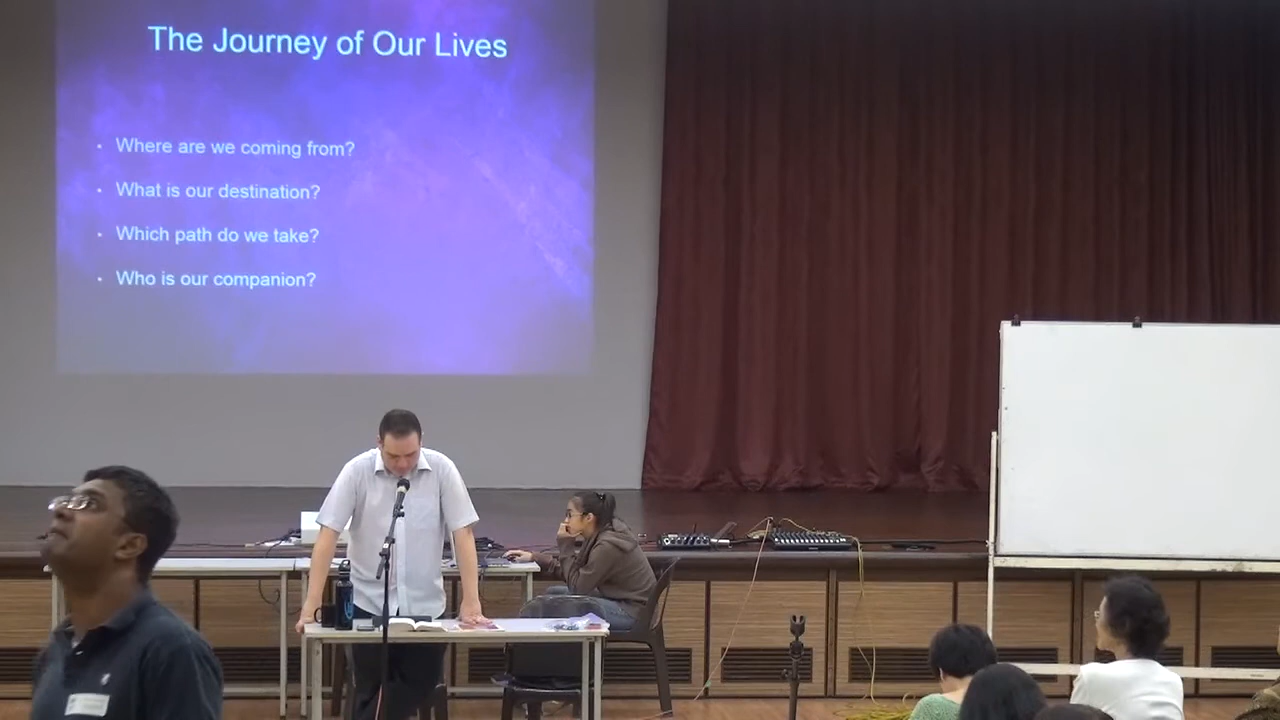 The Journey of Our Lives
• Where are we coming from?
• What is our destination?
• Which path do we take?
• Who is our companion?